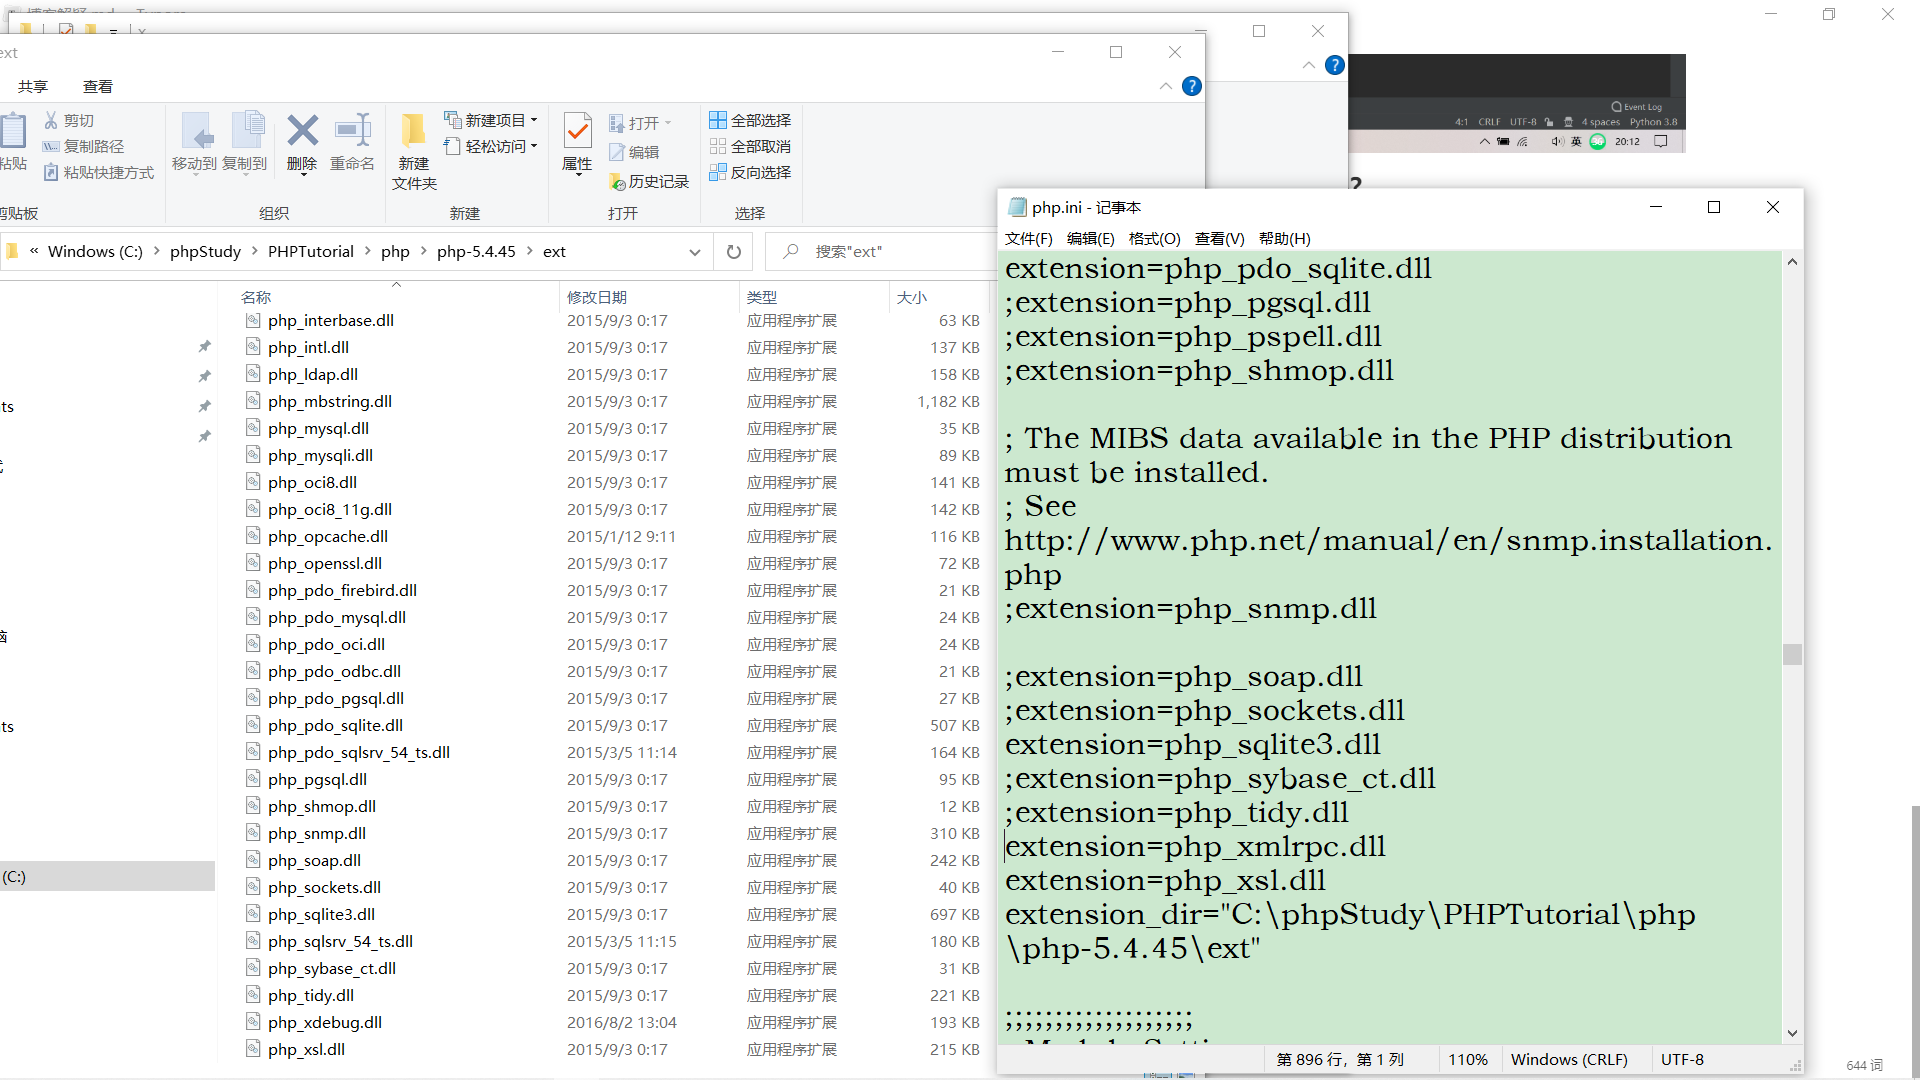 ext
共享 查看
粘贴
剪切
复制路径
粘贴快捷方式
剪贴板
移动到 复制到 删除 重命名
组织
新建
文件夹
新建项目
轻松访问
新建
属性
打开
编辑
历史记录
打开
全部选择
全部取消
反向选择
选择
« Windows (C:) › phpStudy › PHPTutorial › php › php-5.4.45 › ext
搜索"ext"
名称 修改日期 类型 大小
php_interbase.dll 2015/9/3 0:17 应用程序扩展 63 KB
php_intl.dll 2015/9/3 0:17 应用程序扩展 137 KB
php_ldap.dll 2015/9/3 0:17 应用程序扩展 158 KB
php_mbstring.dll 2015/9/3 0:17 应用程序扩展 1,182 KB
php_mysql.dll 2015/9/3 0:17 应用程序扩展 35 KB
php_mysqli.dll 2015/9/3 0:17 应用程序扩展 89 KB
php_oci8.dll 2015/9/3 0:17 应用程序扩展 141 KB
php_oci8_11g.dll 2015/9/3 0:17 应用程序扩展 142 KB
php_opcache.dll 2015/1/12 9:11 应用程序扩展 116 KB
php_openssl.dll 2015/9/3 0:17 应用程序扩展 72 KB
php_pdo_firebird.dll 2015/9/3 0:17 应用程序扩展 21 KB
php_pdo_mysql.dll 2015/9/3 0:17 应用程序扩展 24 KB
php_pdo_oci.dll 2015/9/3 0:17 应用程序扩展 24 KB
php_pdo_odbc.dll 2015/9/3 0:17 应用程序扩展 21 KB
php_pdo_pgsql.dll 2015/9/3 0:17 应用程序扩展 27 KB
php_pdo_sqlite.dll 2015/9/3 0:17 应用程序扩展 507 KB
php_pdo_sqlsrv_54_ts.dll 2015/3/5 11:14 应用程序扩展 164 KB
php_pgsql.dll 2015/9/3 0:17 应用程序扩展 95 KB
php_shmop.dll 2015/9/3 0:17 应用程序扩展 12 KB
php_snmp.dll 2015/9/3 0:17 应用程序扩展 310 KB
php_soap.dll 2015/9/3 0:17 应用程序扩展 242 KB
php_sockets.dll 2015/9/3 0:17 应用程序扩展 40 KB
php_sqlite3.dll 2015/9/3 0:17 应用程序扩展 697 KB
php_sqlsrv_54_ts.dll 2015/3/5 11:15 应用程序扩展 180 KB
php_sybase_ct.dll 2015/9/3 0:17 应用程序扩展 31 KB
php_tidy.dll 2015/9/3 0:17 应用程序扩展 221 KB
php_xdebug.dll 2016/8/2 13:04 应用程序扩展 193 KB
php_xsl.dll 2015/9/3 0:17 应用程序扩展 215 KB
ts
ts
(C:)
Event Log
4:1 CRLF UTF-8 4 spaces Python 3.8
英 20:12
?
php.ini - 记事本
文件(F) 编辑(E) 格式(O) 查看(V) 帮助(H)
extension=php_pdo_sqlite.dll
;extension=php_pgsql.dll
;extension=php_pspell.dll
;extension=php_shmop.dll
; The MIBS data available in the PHP distribution
must be installed.
; See
http://www.php.net/manual/en/snmp.installation.
php
;extension=php_snmp.dll
;extension=php_soap.dll
;extension=php_sockets.dll
extension=php_sqlite3.dll
;extension=php_sybase_ct.dll
;extension=php_tidy.dll
extension=php_xmlrpc.dll
extension=php_xsl.dll
extension_dir="C:\phpStudy\PHPTutorial\php
\php-5.4.45\ext"
;;;;;;;;;;;;;;;;;;;
第 896 行，第 1 列 110% Windows (CRLF) UTF-8
644 词